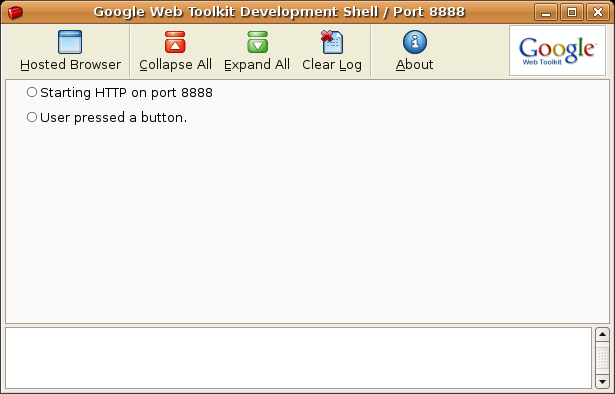 Google Web Toolkit Development Shell / Port 8888
Hosted Browser
Collapse All
Expand All
Clear Log
About
Google
Web Toolkit
Starting HTTP on port 8888
User pressed a button.